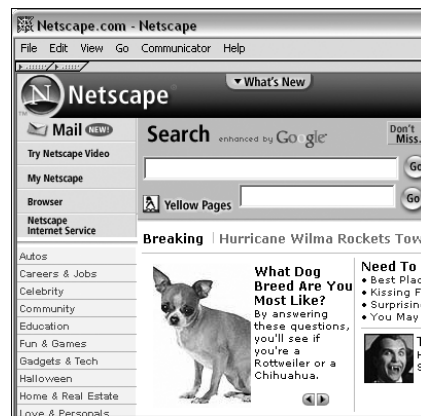 Netscape.com - Netscape
File Edit View Go Communicator Help
What's New
N Netscape
Mail NEW!
Search enhanced by Google
Don't
Miss
Try Netscape Video
My Netscape
Go
Browser
Yellow Pages
Go
Netscape
Internet Service
Breaking Hurricane Wilma Rockets Tow
Autos
Careers & Jobs
Celebrity
Community
Education
Fun & Games
Gadgets & Tech
Halloween
Home & Real Estate
Love & Personals
What Dog
Breed Are You
Most Like?
By answering
these questions,
you'll see if
you're a
Rottweiler or a
Chihuahua.
Need To
Best Plac
Kissing F
Surprisin
You May
T
H
S